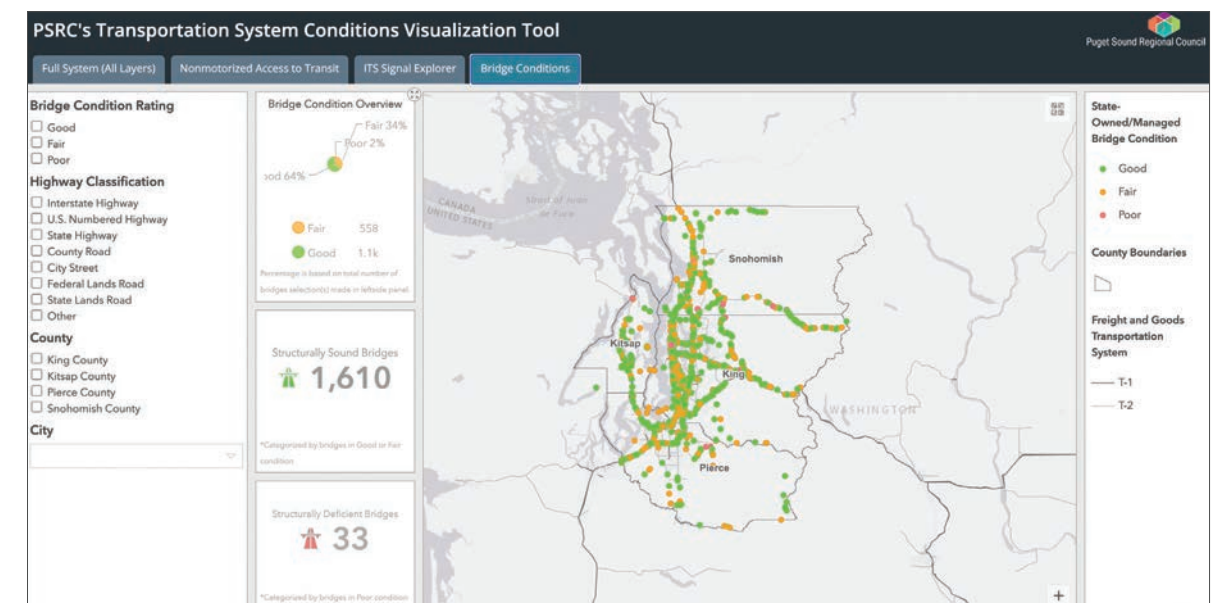 PSRC's Transportation System Conditions Visualization Tool
Puget Sound Regional Council
Full System (All Layers)
Nonmotorized Access to Transit
ITS Signal Explorer
Bridge Conditions
Bridge Condition Rating
Good
Fair
Poor
Highway Classification
Interstate Highway
U.S. Numbered Highway
State Highway
County Road
City Street
Federal Lands Road
State Lands Road
Other
County
King County
Kitsap County
Pierce County
Snohomish County
City
Bridge Condition Overview
Fair 34%
Poor 2%
ood 64%
Fair 558
Good 1.1k
Percentage is based on total number of
bridges selection(s) made in leftside panel
Structurally Sound Bridges
1,610
*Categorized by bridges in Good or Fair
condition
Structurally Deficient Bridges
33
*Categorized by bridges in Poor condition
CANADA
UNITED STATES
Strait of Juan
de Fuca
Snohomish
Kitsap
King
WASHINGTON
Pierce
+
State-
Owned/Managed
Bridge Condition
Good
Fair
Poor
County Boundaries
Freight and Goods
Transportation
System
T-1
T-2